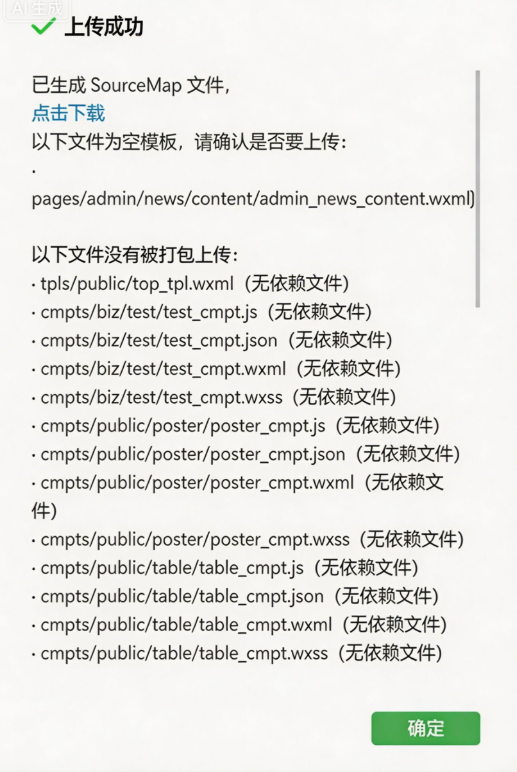 AI生成
上传成功
已生成 SourceMap 文件，
点击下载
以下文件为空模板，请确认是否要上传：
·
pages/admin/news/content/admin_news_content.wxml)
以下文件没有被打包上传：
· tpls/public/top_tpl.wxml（无依赖文件）
· cmpts/biz/test/test_cmpt.js（无依赖文件）
· cmpts/biz/test/test_cmpt.json（无依赖文件）
· cmpts/biz/test/test_cmpt.wxml（无依赖文件）
· cmpts/biz/test/test_cmpt.wxss（无依赖文件）
· cmpts/public/poster/poster_cmpt.js（无依赖文件）
· cmpts/public/poster/poster_cmpt.json（无依赖文件）
· cmpts/public/poster/poster_cmpt.wxml（无依赖文
件）
· cmpts/public/poster/poster_cmpt.wxss（无依赖文件）
· cmpts/public/table/table_cmpt.js（无依赖文件）
· cmpts/public/table/table_cmpt.json（无依赖文件）
· cmpts/public/table/table_cmpt.wxml（无依赖文件）
· cmpts/public/table/table_cmpt.wxss（无依赖文件）
确定